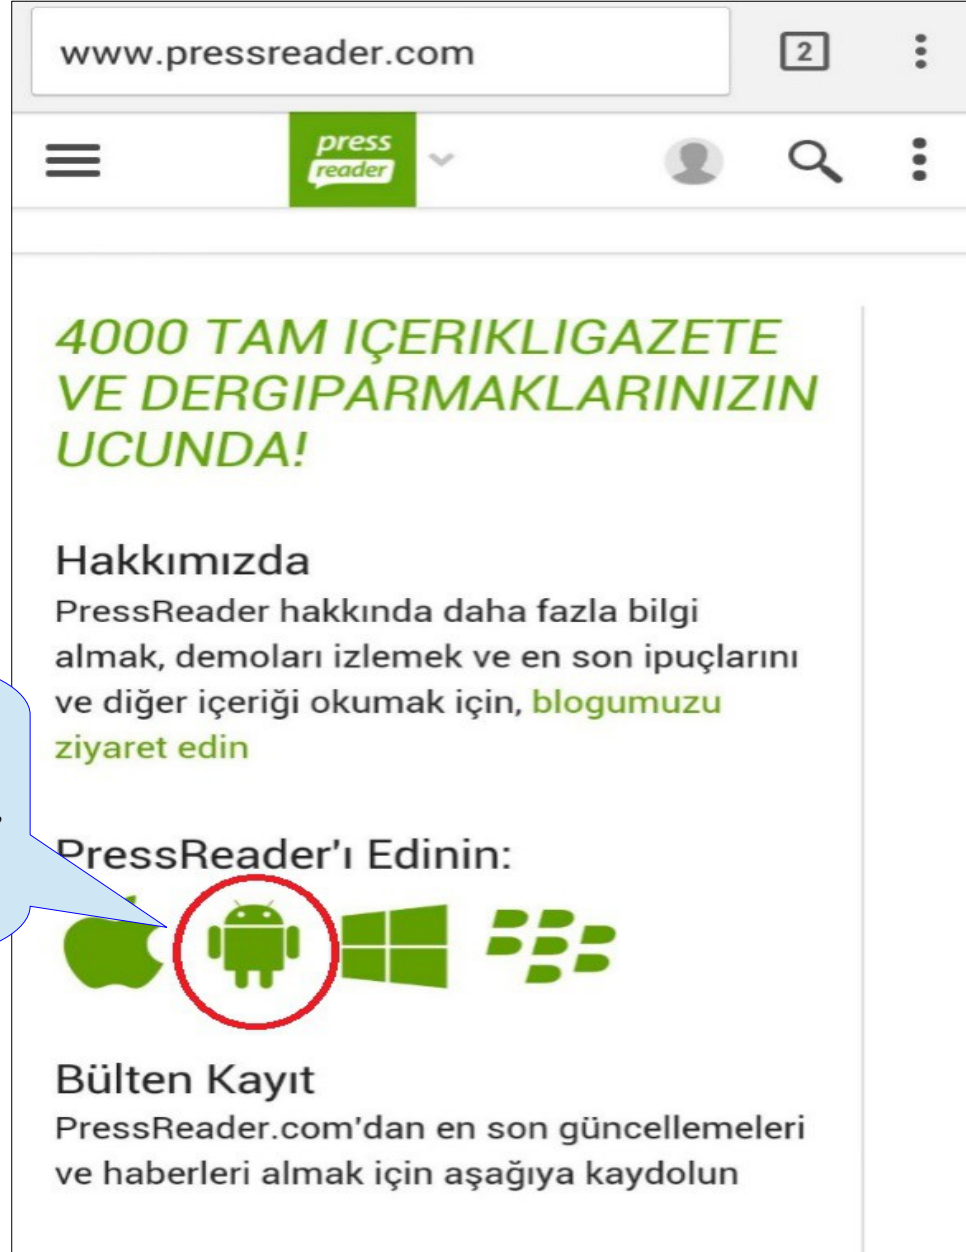 www.pressreader.com
2
press
reader
4000 TAM IÇERIKLIGAZETE
VE DERGIPARMAKLARINIZIN
UCUNDA!
Hakkımızda
PressReader hakkında daha fazla bilgi
almak, demoları izlemek ve en son ipuçlarını
ve diğer içeriği okumak için, blogumuzu
ziyaret edin
,
PressReader'ı Edinin:
Bülten Kayıt
PressReader.com'dan en son güncellemeleri
ve haberleri almak için aşağıya kaydolun